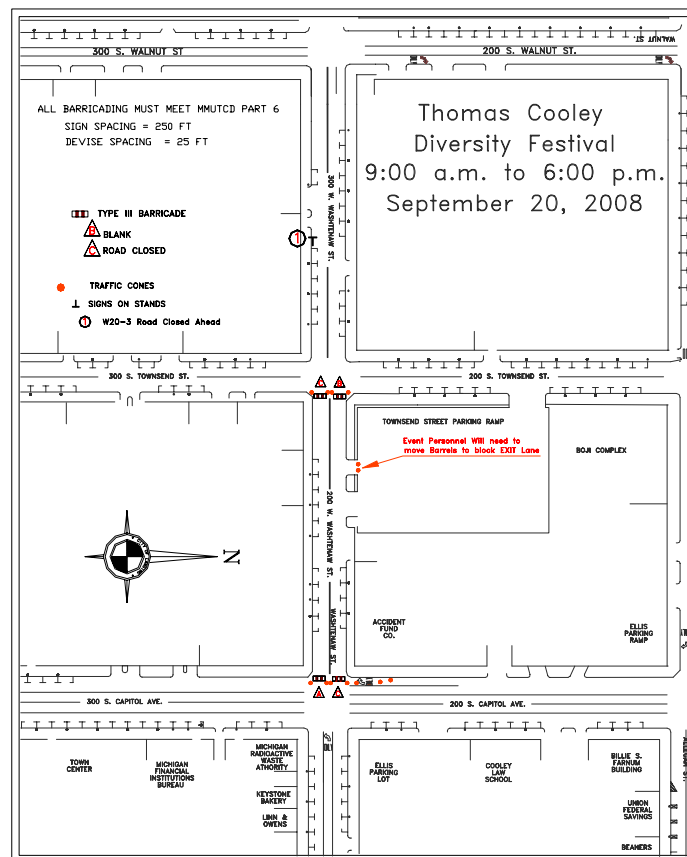 WALNUT ST.
300 S. WALNUT ST
200 S. WALNUT ST.
ALL BARRICADING MUST MEET MMUTCD PART 6
SIGN SPACING = 250 FT
DEVISE SPACING = 25 FT
Thomas Cooley
Diversity Festival
9:00 a.m. to 6:00 p.m.
September 20, 2008
300 W. WASHTENAW ST.
TYPE III BARRICADE
B BLANK
C ROAD CLOSED
1
TRAFFIC CONES
SIGNS ON STANDS
1 W20-3 Road Closed Ahead
300 S. TOWNSEND ST.
200 S. TOWNSEND ST.
C B
TOWNSEND STREET PARKING RAMP
Event Personnel Will need to
move Barrels to block EXIT Lane
BOJI COMPLEX
200 W. WASHTENAW ST.
N
WASHTENAW ST.
ACCIDENT
FUND
CO.
ELLIS
PARKING
RAMP
A C
300 S. CAPITOL AVE.
200 S. CAPITOL AVE.
TOWN
CENTER
MICHIGAN
FINANCIAL
INSTITUTIONS
BUREAU
MICHIGAN
RADIOACTIVE
WASTE
ATHORITY
KEYSTONE
BAKERY
LINN &
OWENS
ELLIS
PARKING
LOT
COOLEY
LAW
SCHOOL
BILLIE S.
FARNUM
BUILDING
UNION
FEDERAL
SAVINGS
BEAMERS